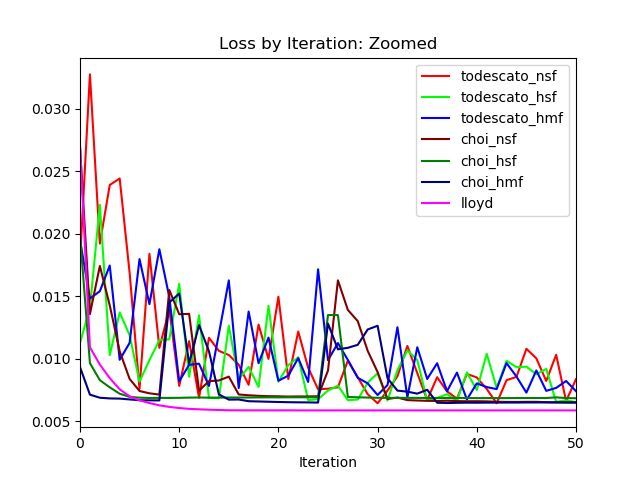 Loss by Iteration: Zoomed
todescato_nsf
todescato_hsf
todescato_hmf
choi_nsf
choi_hsf
choi_hmf
lloyd
0.030
0.025
0.020
0.015
0.010
0.005
0 10 20 30 40 50
Iteration